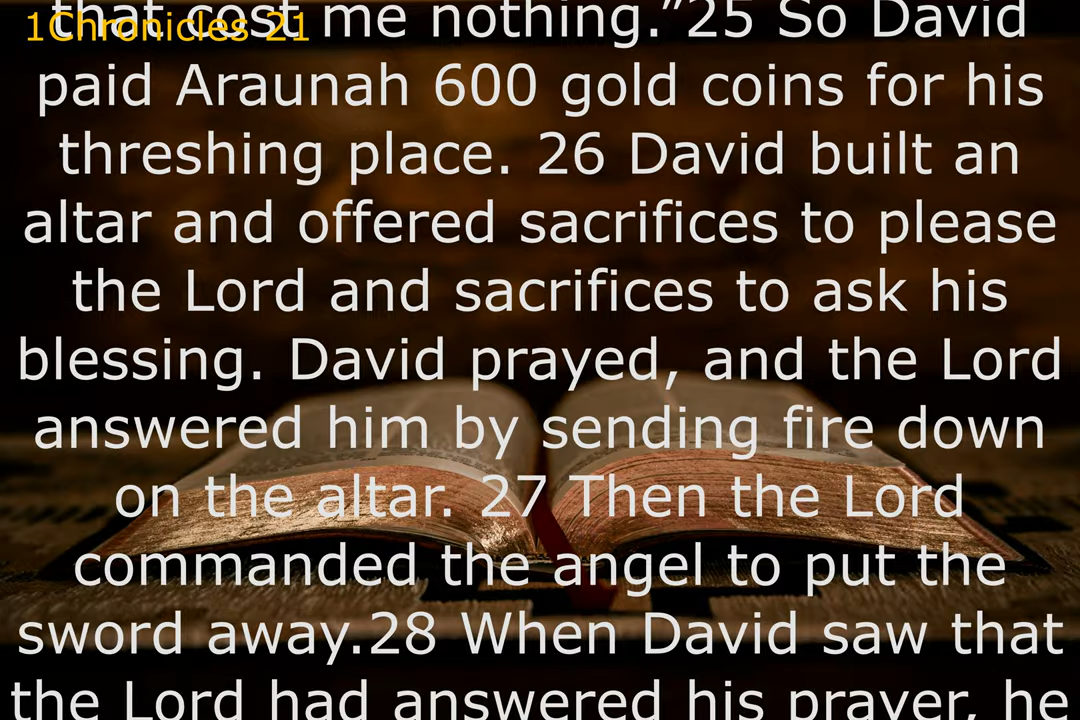 1Chronicles 21
that cost me nothing.”25 So David
paid Araunah 600 gold coins for his
threshing place. 26 David built an
altar and offered sacrifices to please
the Lord and sacrifices to ask his
blessing. David prayed, and the Lord
answered him by sending fire down
on the altar. 27 Then the Lord
commanded the angel to put the
sword away.28 When David saw that
the Lord had answered his prayer, he